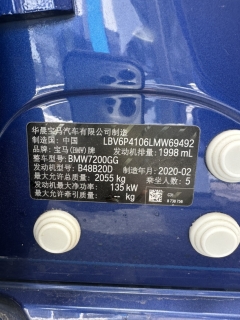 华晨宝马汽车有限公司制造
制造国：中国 LBV6P4106LMW69492
品牌：宝马(BMW)牌 发动机排量：1998 mL
整车型号：BMW7200GG
发动机型号：B48B20D 制造年月：2020-02
最大允许总质量：2055 kg 乘坐人数：5
发动机最大净功率：135 kW
最大允许牵引质量：-- kg